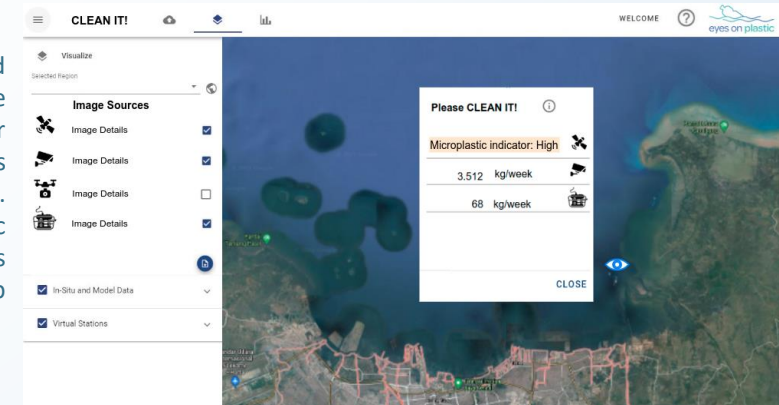 CLEAN IT!
WELCOME
?
eyes on plastic
Visualize
Selected Region
Image Sources
Image Details
Image Details
Image Details
Image Details
In-Situ and Model Data
Virtual Stations
Please CLEAN IT!
Microplastic indicator: High
3.512 kg/week
68 kg/week
CLOSE